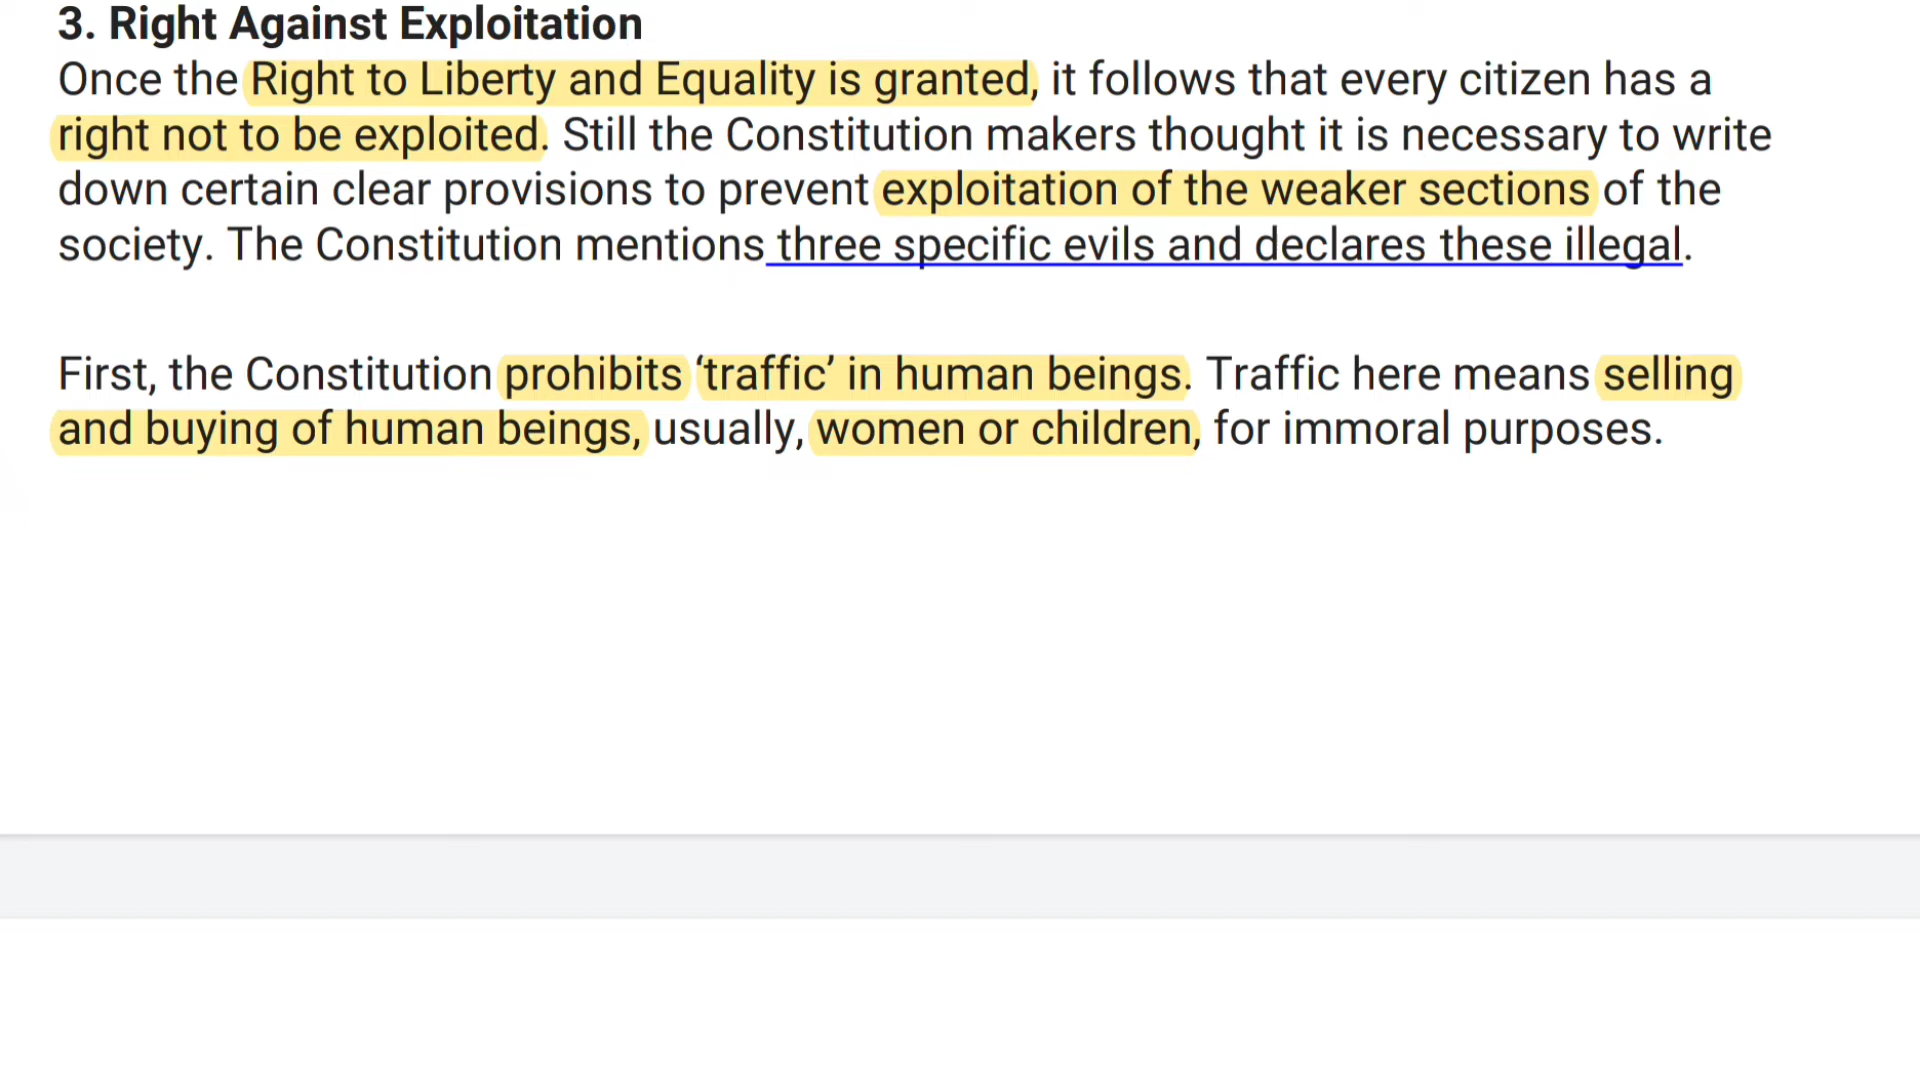 3. Right Against Exploitation
Once the Right to Liberty and Equality is granted, it follows that every citizen has a
right not to be exploited. Still the Constitution makers thought it is necessary to write
down certain clear provisions to prevent exploitation of the weaker sections of the
society. The Constitution mentions three specific evils and declares these illegal.
First, the Constitution prohibits ‘traffic’ in human beings. Traffic here means selling
and buying of human beings, usually, women or children, for immoral purposes.